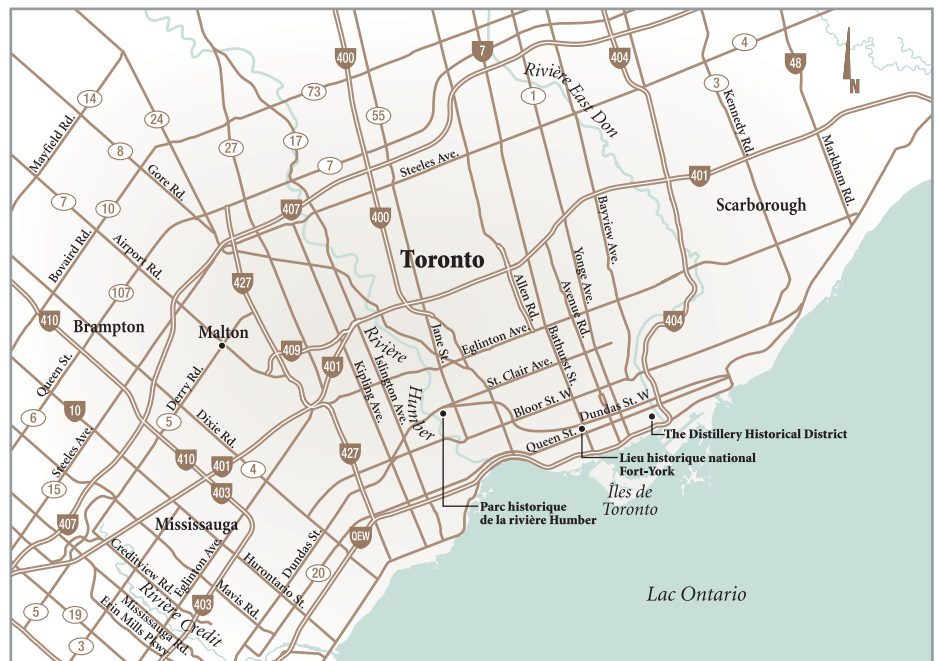 400
7
404
4
48
N
Rivière East Don
14
73
3
1
24
55
17
Mayfield Rd.
Kennedy Rd.
27
8
7
Steeles Ave.
Markham Rd.
401
Gore Rd.
7
10
407
400
Bayview Ave.
Scarborough
Bovaird Rd.
Airport Rd.
Toronto
Yonge Ave.
427
107
Allen Rd.
Avenue Rd.
410
Brampton
Malton
404
Jane St.
Eglinton Ave.
Bathurst St.
Rivière
Humber
409
401
Queen St.
Derry Rd.
Kipling Ave.
Islington Ave.
St. Clair Ave.
Bloor St. W
Dundas St. W
10
6
5
Dixie Rd.
Queen St.
The Distillery Historical District
Steeles Ave.
427
Lieu historique national
Fort-York
410
401
4
15
403
Îles de
Toronto
Parc historique
de la rivière Humber
407
Mississauga
QEW
Dundas St.
Creditview Rd.
Eglinton Ave.
Hurontario St.
20
Lac Ontario
Rivière Credit
Mavis Rd.
403
5
19
Mississauga Rd.
Erin Mills Pkwy
3